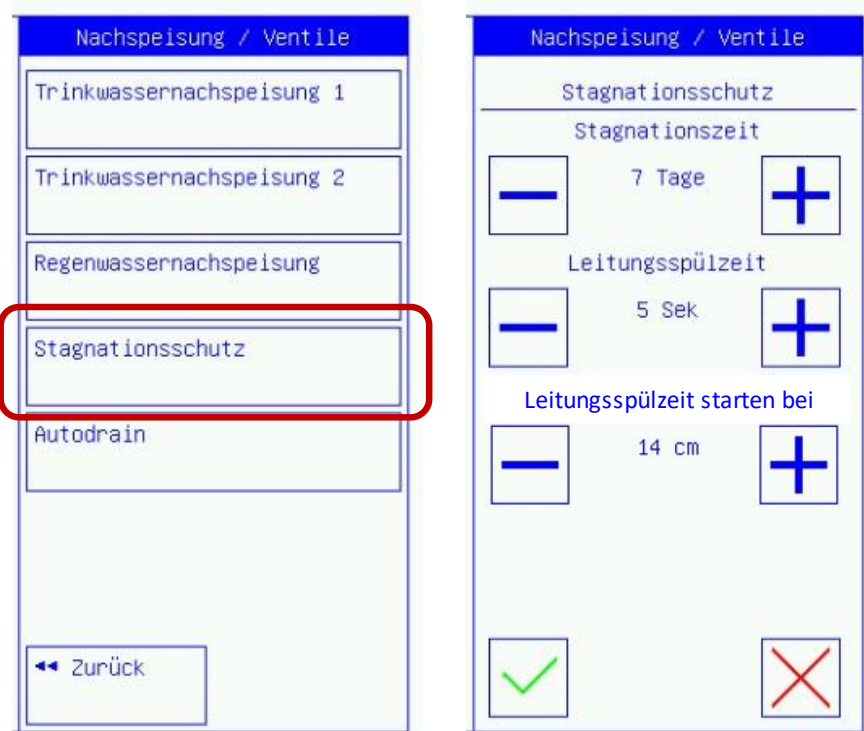 Nachspeisung / Ventile
Trinkwassernachspeisung 1
Trinkwassernachspeisung 2
Regenwassernachspeisung
Stagnationsschutz
Autodrain
◄◄ Zurück
Nachspeisung / Ventile
Stagnationsschutz
Stagnationszeit
7 Tage
Leitungsspülzeit
5 Sek
Leitungsspülzeit starten bei
14 cm